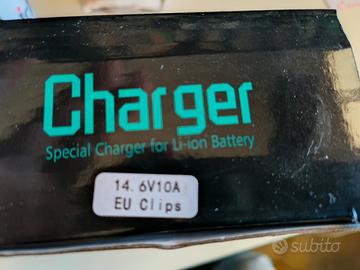 Charger
Special Charger for Li-ion Battery
14.6V10A
EU Clips
subito